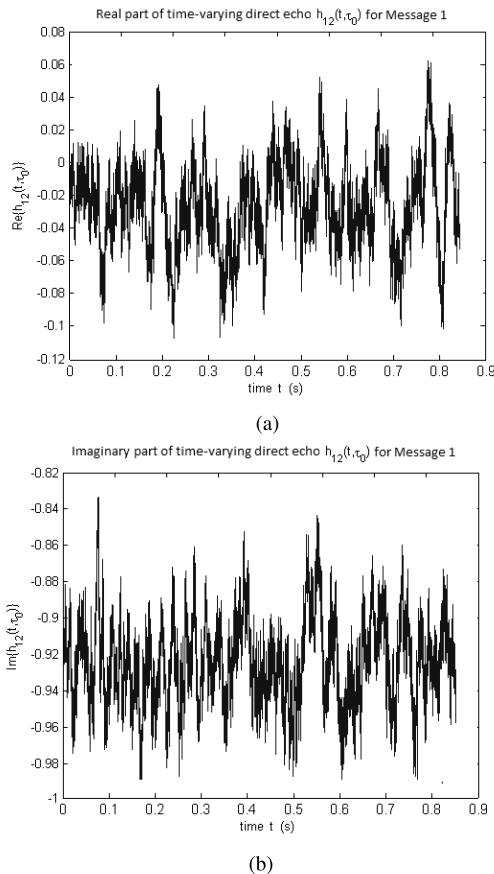 Real part of time-varying direct echo h12(t,τ0) for Message 1
0.08
0.06
0.04
0.02
0
-0.02
-0.04
-0.06
-0.08
-0.1
-0.12
Re{h12(t,τ0)}
0 0.1 0.2 0.3 0.4 0.5 0.6 0.7 0.8 0.9
time t (s)
(a)
Imaginary part of time-varying direct echo h12(t,τ0) for Message 1
-0.82
-0.84
-0.86
-0.88
-0.9
-0.92
-0.94
-0.96
-0.98
-1
Im{h12(t,τ0)}
0 0.1 0.2 0.3 0.4 0.5 0.6 0.7 0.8 0.9
time t (s)
(b)